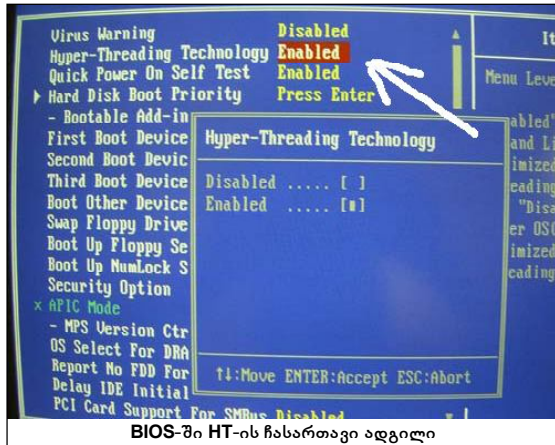 Virus Warning Disabled
Hyper-Threading Technology Enabled
Quick Power On Self Test Enabled
Hard Disk Boot Priority Press Enter
- Bootable Add-in
First Boot Device
Second Boot Devic
Third Boot Device
Boot Other Device
Swap Floppy Drive
Boot Up Floppy Se
Boot Up NumLock S
Security Option
x APIC Mode
- MPS Version Ctr
OS Select For DRA
Report No FDD For
Delay IDE Initial
PCI Card Support For SMBus Disabled
Hyper-Threading Technology
Disabled ..... [ ]
Enabled ..... [■]
↑↓:Move ENTER:Accept ESC:Abort
It
Menu Leve
abled"
and Li
imized
eading
"Disa
er OS(
imized
eading
BIOS-ში HT-ის ჩასართავი ადგილი